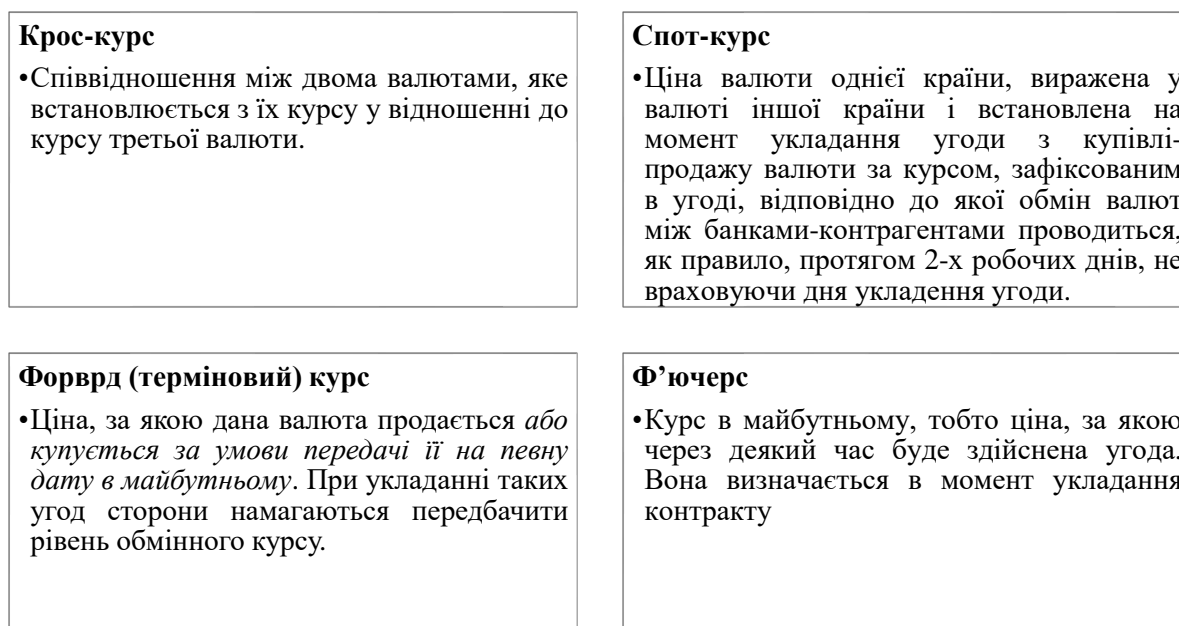 Крос-курс
•Співвідношення між двома валютами, яке
встановлюється з їх курсу у відношенні до
курсу третьої валюти.
Спот-курс
•Ціна валюти однієї країни, виражена у
валюті іншої країни і встановлена на
момент укладання угоди з купівлі-
продажу валюти за курсом, зафіксованим
в угоді, відповідно до якої обмін валют
між банками-контрагентами проводиться,
як правило, протягом 2-х робочих днів, не
враховуючи дня укладення угоди.
Форврд (терміновий) курс
•Ціна, за якою дана валюта продається або
купується за умови передачі її на певну
дату в майбутньому. При укладанні таких
угод сторони намагаються передбачити
рівень обмінного курсу.
Ф’ючерс
•Курс в майбутньому, тобто ціна, за якою
через деякий час буде здійснена угода.
Вона визначається в момент укладання
контракту